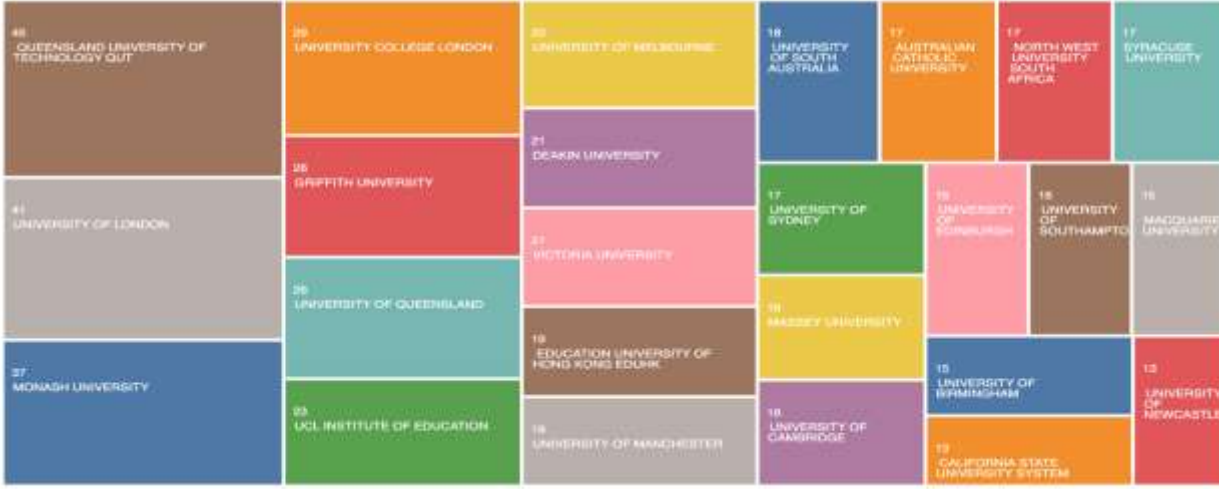 45
QUEENSLAND UNIVERSITY OF
TECHNOLOGY QUT
41
UNIVERSITY OF LONDON
37
MONASH UNIVERSITY
29
UNIVERSITY COLLEGE LONDON
26
GRIFFITH UNIVERSITY
26
UNIVERSITY OF QUEENSLAND
23
UCL INSTITUTE OF EDUCATION
23
UNIVERSITY OF MELBOURNE
21
DEAKIN UNIVERSITY
21
VICTORIA UNIVERSITY
19
EDUCATION UNIVERSITY OF
HONG KONG EDUHK
19
UNIVERSITY OF MANCHESTER
18
UNIVERSITY
OF SOUTH
AUSTRALIA
17
AUSTRALIAN
CATHOLIC
UNIVERSITY
17
NORTH WEST
UNIVERSITY
SOUTH
AFRICA
17
SYRACUSE
UNIVERSITY
17
UNIVERSITY OF
SYDNEY
16
MASSEY UNIVERSITY
16
UNIVERSITY OF
CAMBRIDGE
16
UNIVERSITY
OF
EDINBURGH
16
UNIVERSITY
OF
SOUTHAMPTO
MACQUARIE
UNIVERSITY
15
UNIVERSITY OF
BIRMINGHAM
13
CALIFORNIA STATE
UNIVERSITY SYSTEM
13
UNIVERSITY
OF
NEWCASTLE